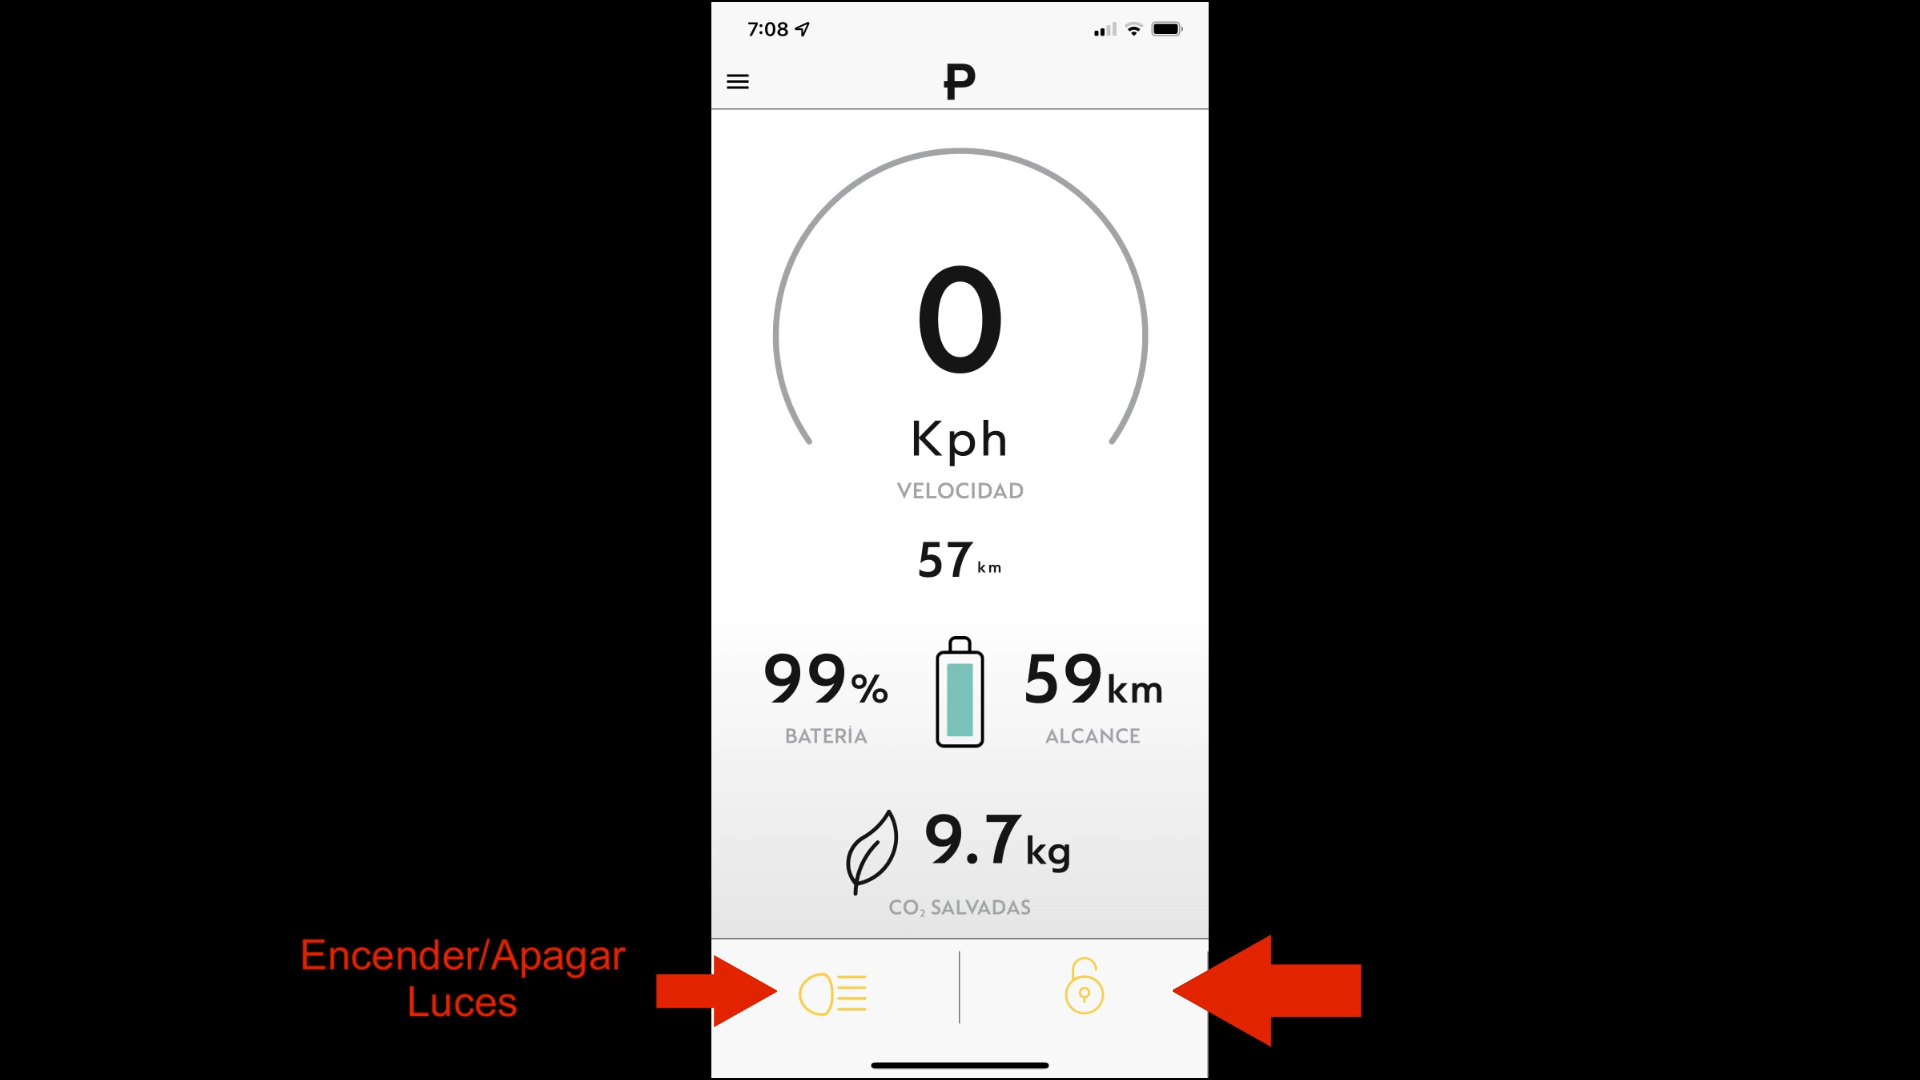 7:08
0
Kph
VELOCIDAD
57 km
99% 59km
BATERÍA ALCANCE
9.7kg
CO₂ SALVADAS
Encender/Apagar
Luces